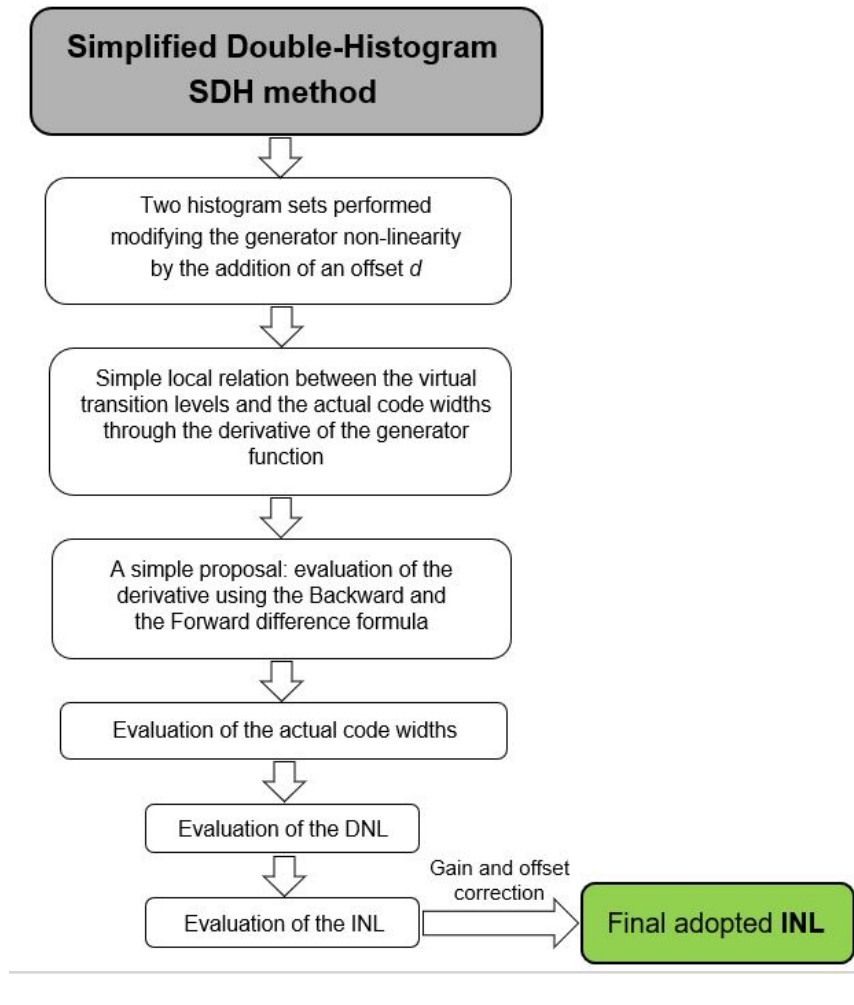 Simplified Double-Histogram
SDH method
Two histogram sets performed
modifying the generator non-linearity
by the addition of an offset d
Simple local relation between the virtual
transition levels and the actual code widths
through the derivative of the generator
function
A simple proposal: evaluation of the
derivative using the Backward and
the Forward difference formula
Evaluation of the actual code widths
Evaluation of the DNL
Evaluation of the INL
Gain and offset
correction
Final adopted INL